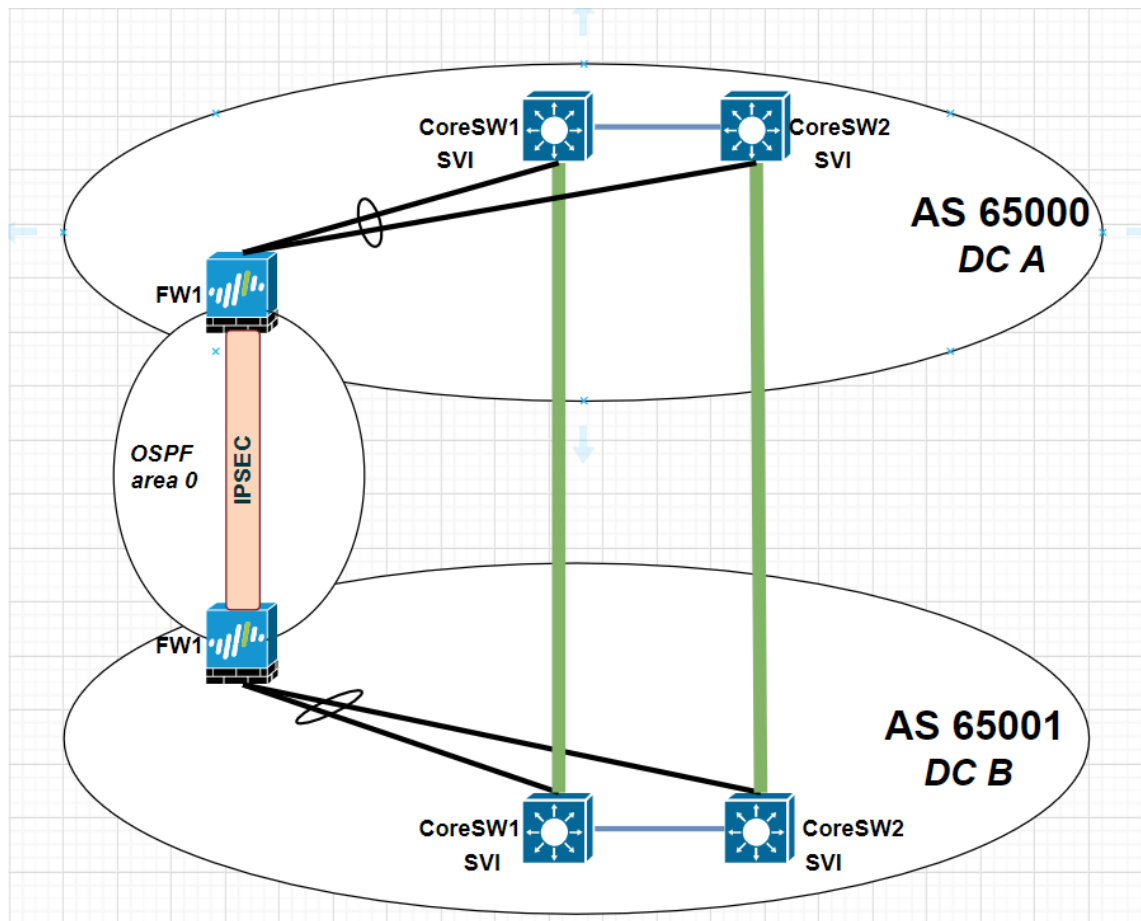 CoreSW1
SVI
CoreSW2
SVI
AS 65000
DC A
FW1
OSPF
area 0
IPSEC
FW1
AS 65001
DC B
CoreSW1
SVI
CoreSW2
SVI